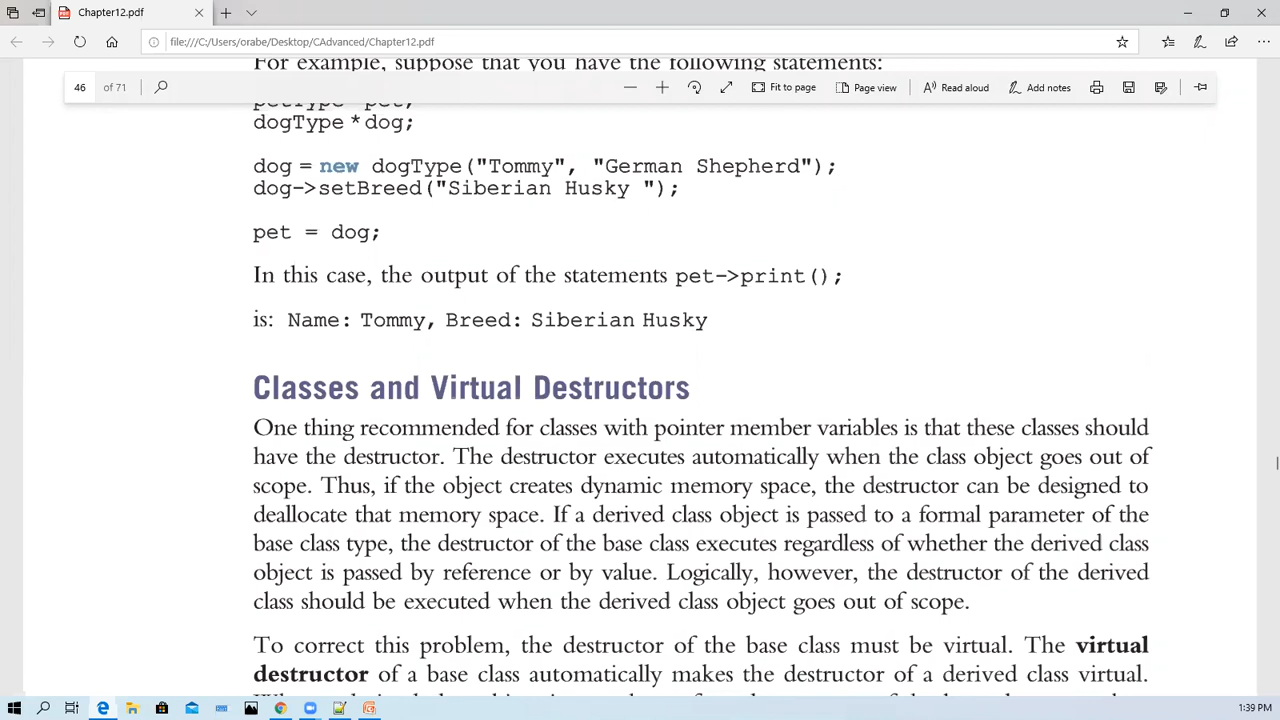 Chapter12.pdf
file:///C:/Users/orabe/Desktop/CAdvanced/Chapter12.pdf
For example, suppose that you have the following statements:
46 of 71
Fit to page
Page view
Read aloud
Add notes
dogType *dog;
dog = new dogType("Tommy", "German Shepherd");
dog->setBreed("Siberian Husky ");
pet = dog;
In this case, the output of the statements pet->print();
is: Name: Tommy, Breed: Siberian Husky
Classes and Virtual Destructors
One thing recommended for classes with pointer member variables is that these classes should
have the destructor. The destructor executes automatically when the class object goes out of
scope. Thus, if the object creates dynamic memory space, the destructor can be designed to
deallocate that memory space. If a derived class object is passed to a formal parameter of the
base class type, the destructor of the base class executes regardless of whether the derived class
object is passed by reference or by value. Logically, however, the destructor of the derived
class should be executed when the derived class object goes out of scope.
To correct this problem, the destructor of the base class must be virtual. The virtual
destructor of a base class automatically makes the destructor of a derived class virtual.
1:39 PM